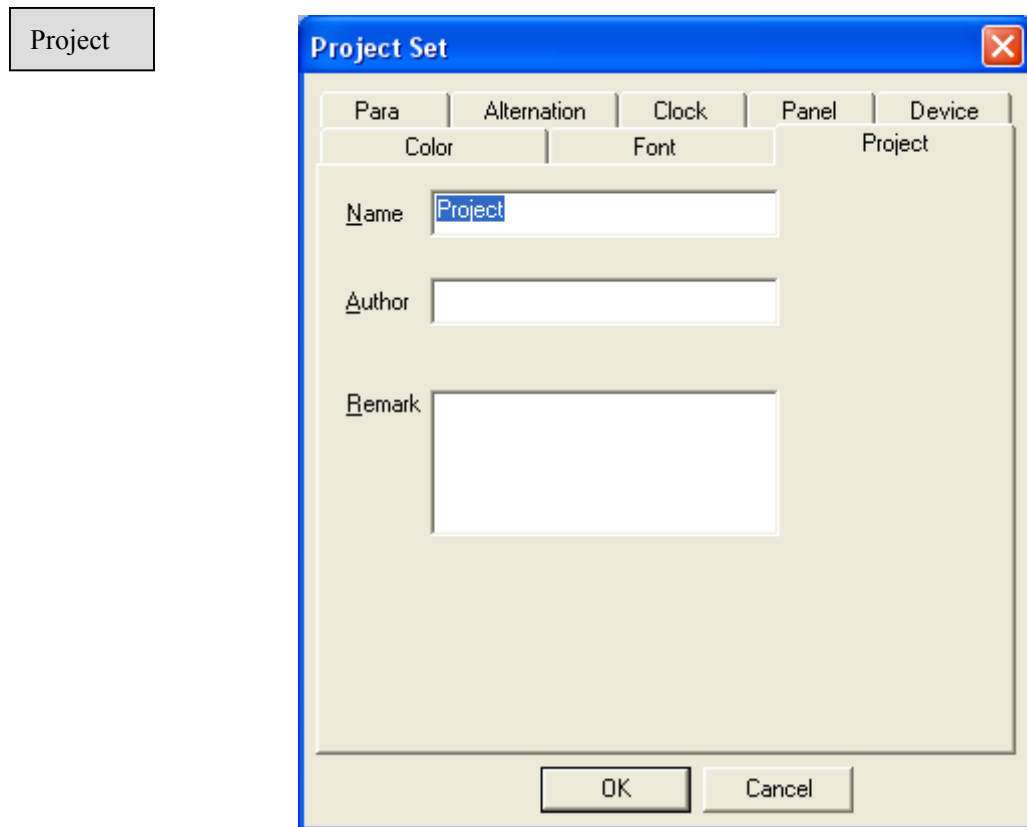 Project
Project Set
Para Alternation Clock Panel Device
Color Font Project
Name Project
Author
Remark
OK Cancel